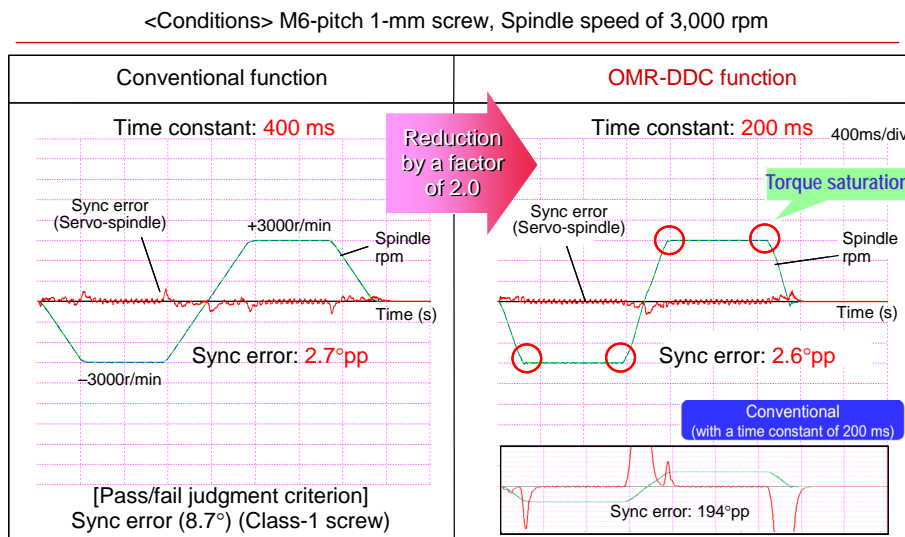 <Conditions> M6-pitch 1-mm screw, Spindle speed of 3,000 rpm
Conventional function
Time constant: 400 ms
Sync error
(Servo-spindle)
+3000r/min
Spindle
rpm
Time (s)
Sync error: 2.7°pp
−3000r/min
[Pass/fail judgment criterion]
Sync error (8.7°) (Class-1 screw)
Reduction
by a factor
of 2.0
OMR-DDC function
Time constant: 200 ms
400ms/div
Torque saturation
Sync error
(Servo-spindle)
Spindle
rpm
Time (s)
Sync error: 2.6°pp
Conventional
(with a time constant of 200 ms)
Sync error: 194°pp